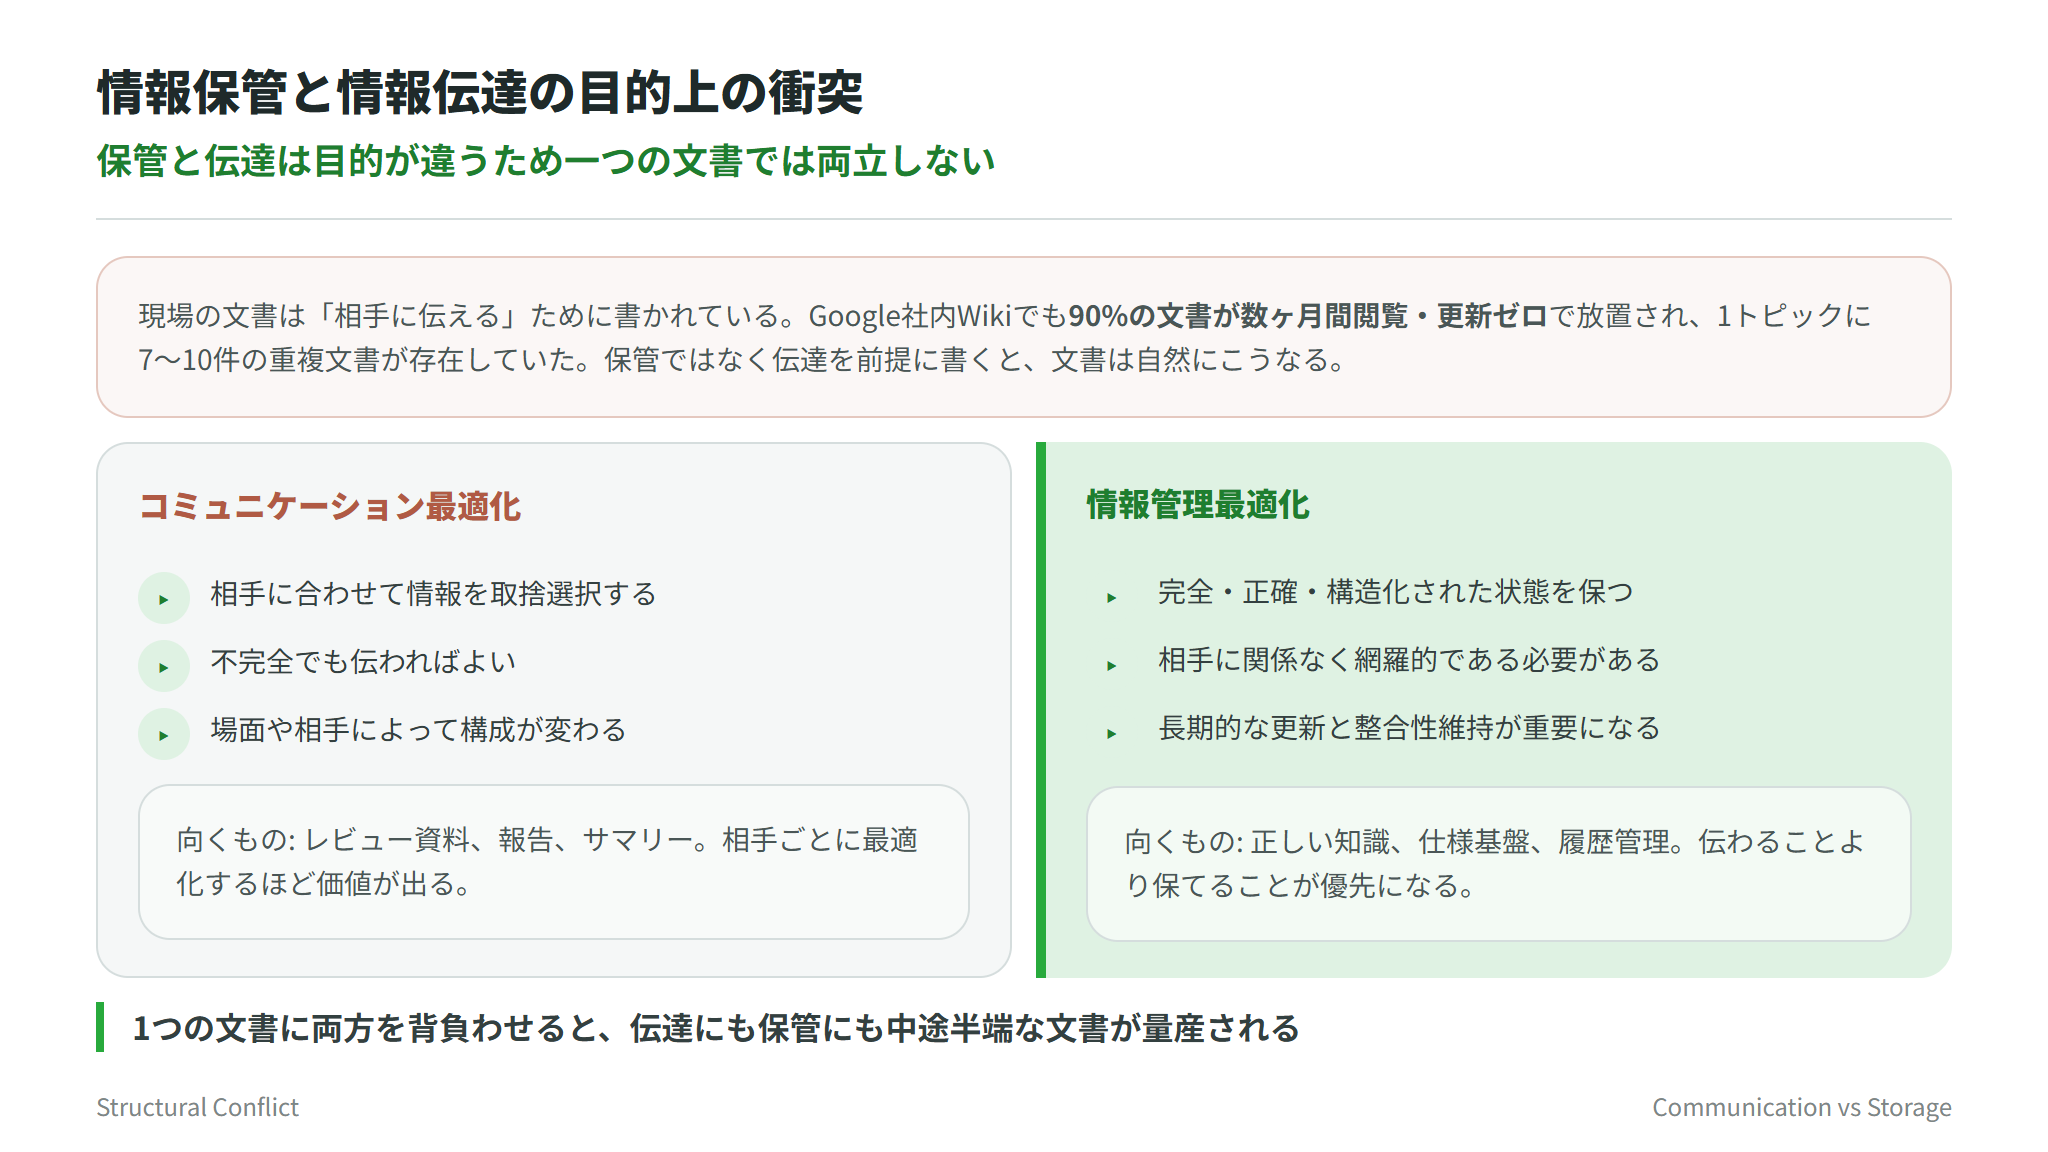 情報保管と情報伝達の目的上の衝突
保管と伝達は目的が違うため一つの文書では両立しない
現場の文書は「相手に伝える」ために書かれている。Google社内Wikiでも90%の文書が数ヶ月間閲覧・更新ゼロで放置され、1トピックに
7〜10件の重複文書が存在していた。保管ではなく伝達を前提に書くと、文書は自然にこうなる。
コミュニケーション最適化
相手に合わせて情報を取捨選択する
不完全でも伝わればよい
場面や相手によって構成が変わる
向くもの: レビュー資料、報告、サマリー。相手ごとに最適
化するほど価値が出る。
情報管理最適化
完全・正確・構造化された状態を保つ
相手に関係なく網羅的である必要がある
長期的な更新と整合性維持が重要になる
向くもの: 正しい知識、仕様基盤、履歴管理。伝わることよ
り保てることが優先になる。
1つの文書に両方を背負わせると、伝達にも保管にも中途半端な文書が量産される
Structural Conflict
Communication vs Storage